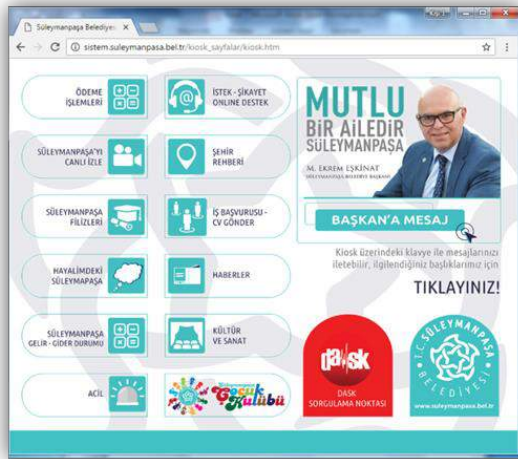 Süleymanpaşa Belediyes
sistem.suleymanpasa.bel.tr/kiosk_sayfalar/kiosk.htm
ÖDEME
İŞLEMLERİ
İSTEK - ŞİKAYET
ONLINE DESTEK
SÜLEYMANPAŞA'YI
CANLI İZLE
ŞEHİR
REHBERİ
SÜLEYMANPAŞA
FİLİZLERİ
İŞ BAŞVURUSU -
CV GÖNDER
HAYALİMDEKİ
SÜLEYMAPAŞA
HABERLER
SÜLEYMANPAŞA
GELİR - GİDER DURUMU
KÜLTÜR
VE SANAT
ACİL
Çocuk
Kulübü
MUTLU
BİR AİLEDİR
SÜLEYMANPAŞA
M. EKREM EŞKİNAT
SÜLEYMANPAŞA BELEDİYE BAŞKANI
BAŞKAN'A MESAJ
Kiosk üzerindeki klavye ile mesajlarınızı
iletebilir, ilgilendiğiniz başlıklarımız için
TIKLAYINIZ!
dask
DASK
SORGULAMA NOKTASI
T.C. SÜLEYMANPAŞA
BELEDİYESİ
www.suleymanpasa.bel.tr